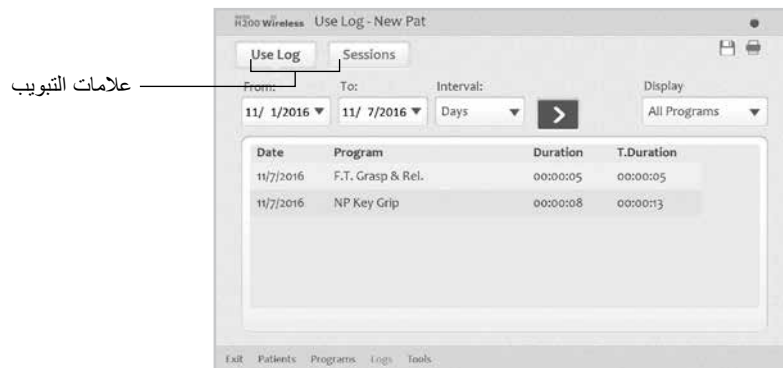 H200 Wireless Use Log - New Pat
Use Log Sessions
علامات التبويب
From: To: Interval: Display
11/ 1/2016 11/ 7/2016 Days All Programs
Date Program Duration T.Duration
11/7/2016 F.T. Grasp & Rel. 00:00:05 00:00:05
11/7/2016 NP Key Grip 00:00:08 00:00:13
Exit Patients Programs Logs Tools